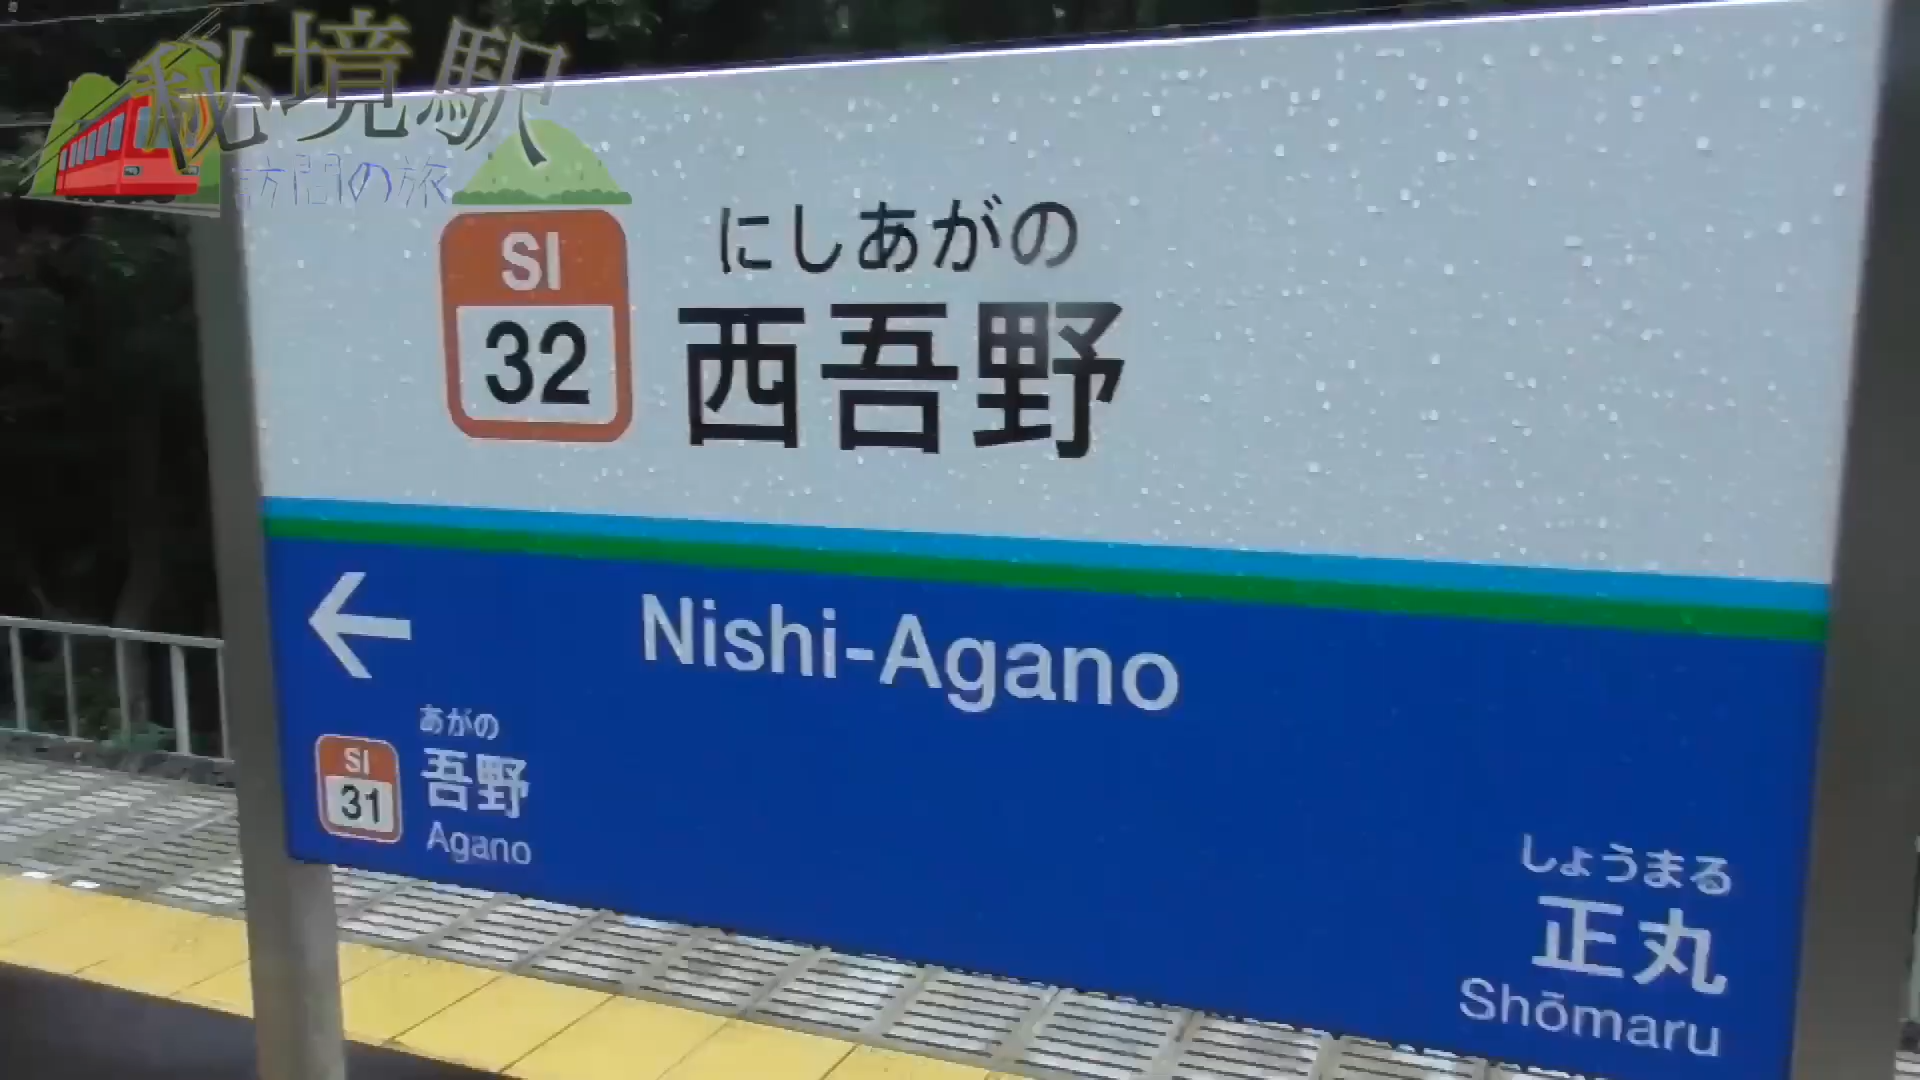 秘境駅
訪問の旅
SI
32
にしあがの
西吾野
Nishi-Agano
SI
31
あがの
吾野
Agano
しょうまる
正丸
Shōmaru